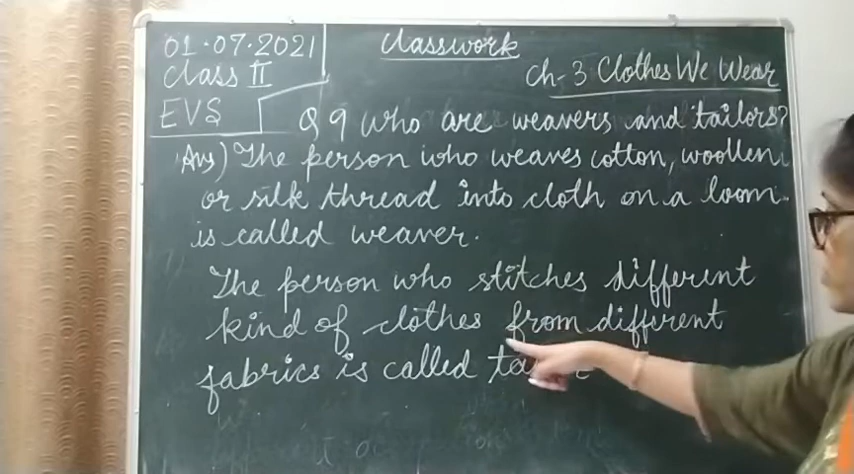 01.07.2021
Classwork
Class II
Ch-3 Clothes We Wear
EVS
Q 9 who are weavers and tailors?
Ans) The person who weaves cotton, woollen
or silk thread into cloth on a loom
is called weaver.
The person who stitches different
kind of clothes from different
fabrics is called